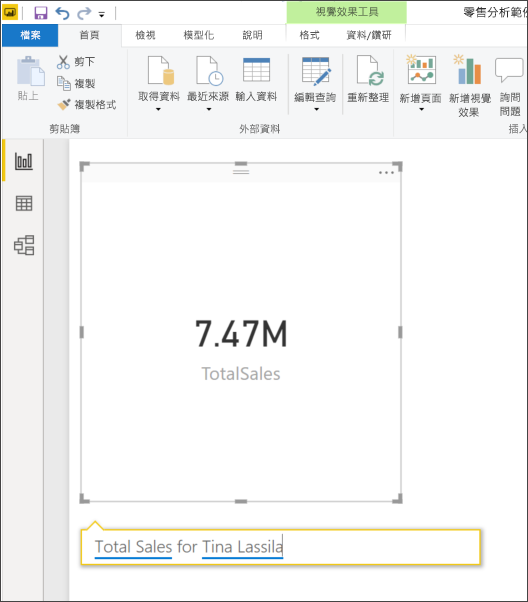 視覺效果工具
零售分析範例
檔案
首頁
檢視
模型化
說明
格式
資料/鑽研
貼上
剪下
複製
複製格式
剪貼簿
取得資料
最近來源
輸入資料
外部資料
編輯查詢
重新整理
新增頁面
新增視覺
效果
詢問
問題
插入
7.47M
TotalSales
Total Sales for Tina Lassila